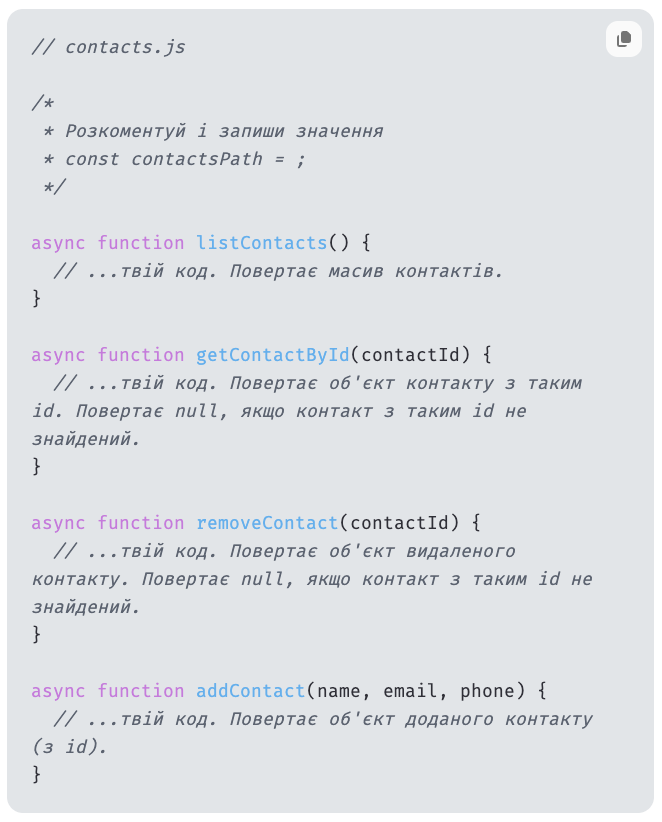 // contacts.js
/*
 * Розкоментуй і запиши значення
 * const contactsPath = ;
 */
async function listContacts() {
  // ...твій код. Повертає масив контактів.
}
async function getContactById(contactId) {
  // ...твій код. Повертає об'єкт контакту з таким
id. Повертає null, якщо контакт з таким id не
знайдений.
}
async function removeContact(contactId) {
  // ...твій код. Повертає об'єкт видаленого
контакту. Повертає null, якщо контакт з таким id не
знайдений.
}
async function addContact(name, email, phone) {
  // ...твій код. Повертає об'єкт доданого контакту
(з id).
}